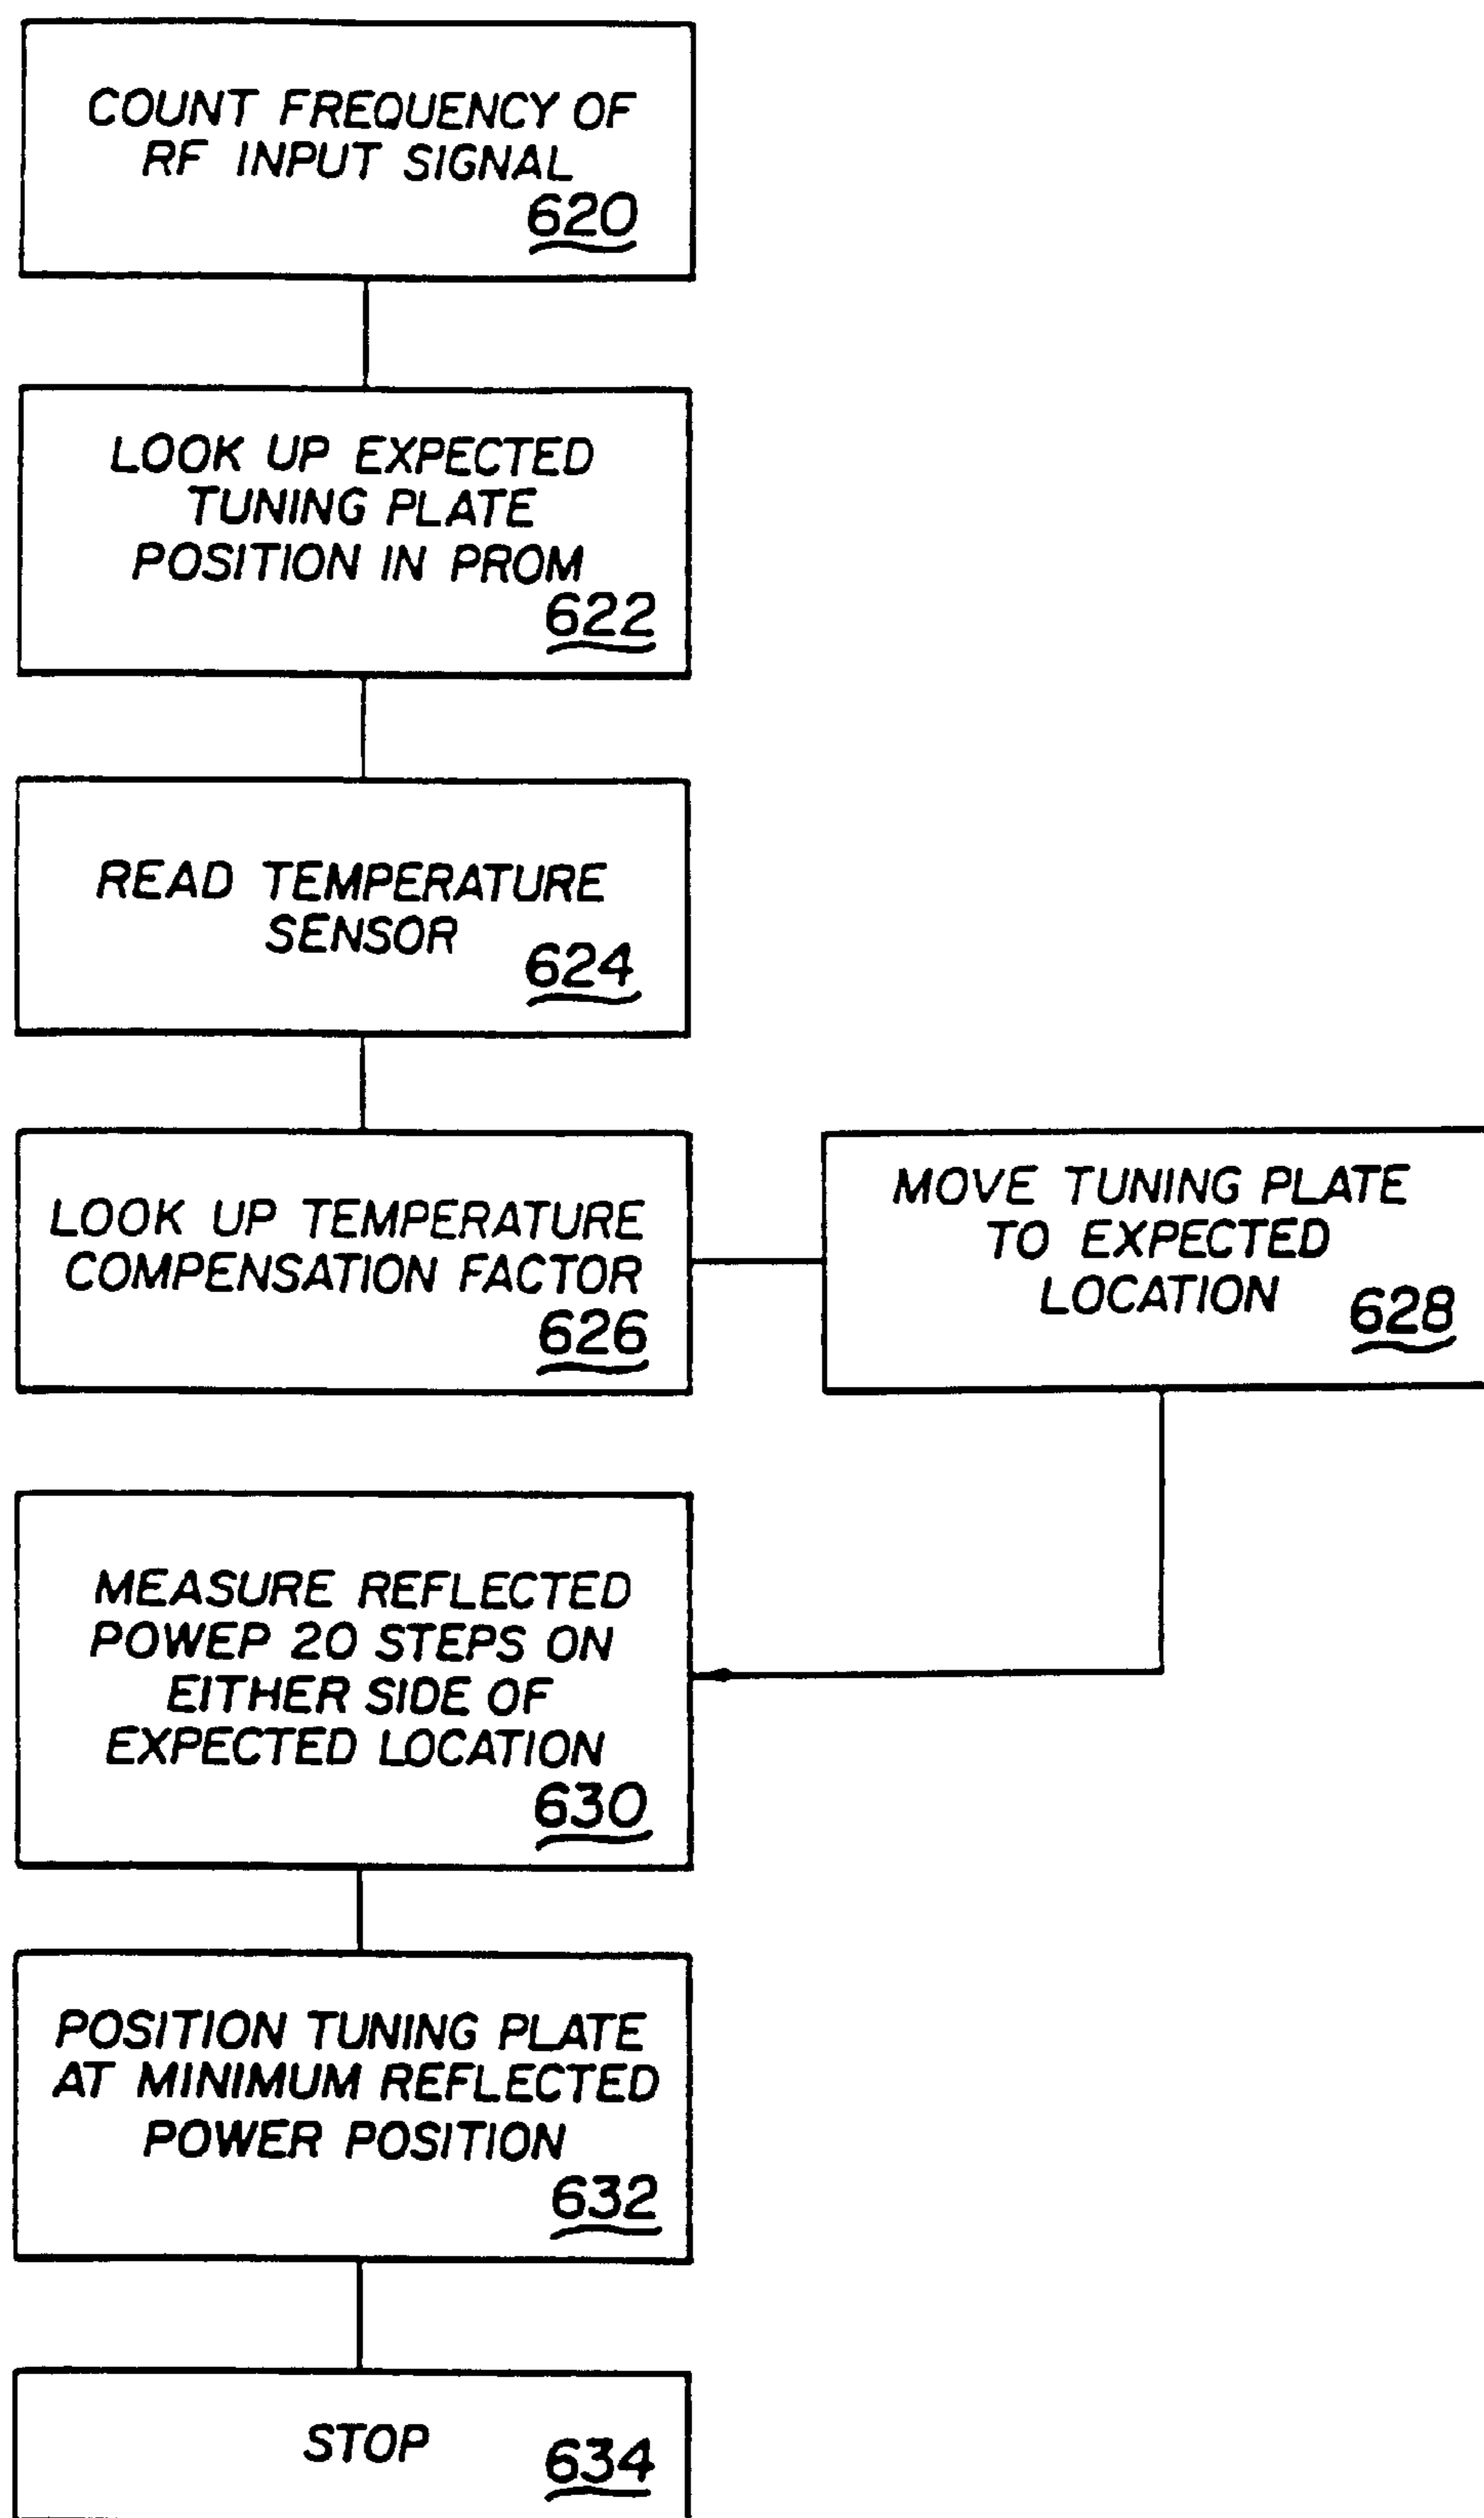 COUNT FREQUENCY OF
RF INPUT SIGNAL
620
LOOK UP EXPECTED
TUNING PLATE
POSITION IN PROM
622
READ TEMPERATURE
SENSOR
624
LOOK UP TEMPERATURE
COMPENSATION FACTOR
626
MOVE TUNING PLATE
TO EXPECTED
LOCATION
628
MEASURE REFLECTED
POWEP 20 STEPS ON
EITHER SIDE OF
EXPECTED LOCATION
630
POSITION TUNING PLATE
AT MINIMUM REFLECTED
POWER POSITION
632
STOP
634